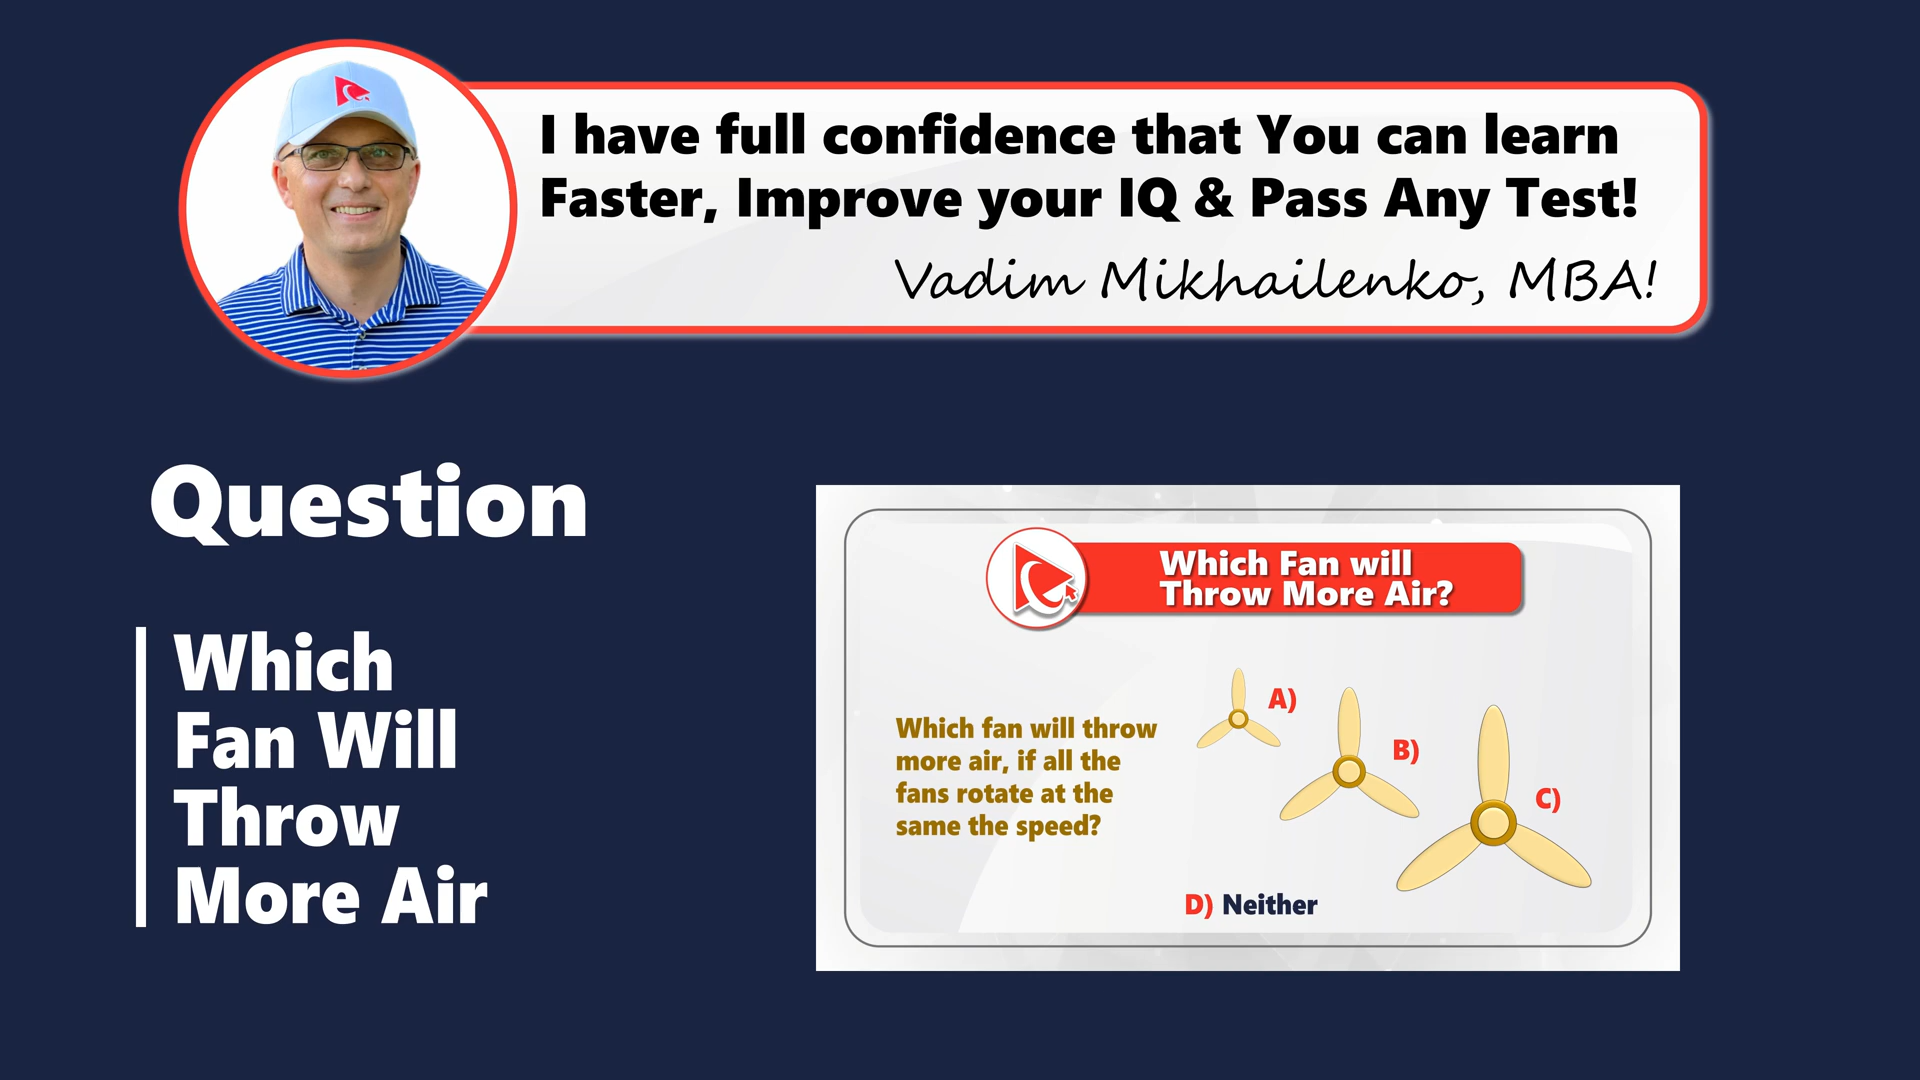 I have full confidence that You can learn
Faster, Improve your IQ & Pass Any Test!
Vadim Mikhailenko, MBA!
Question
Which
Fan Will
Throw
More Air
Which Fan will
Throw More Air?
Which fan will throw
more air, if all the
fans rotate at the
same the speed?
A)
B)
C)
D) Neither